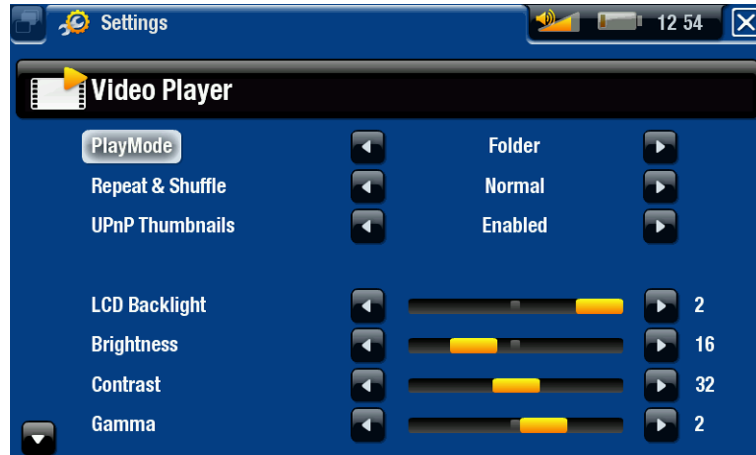 Settings 12 54
Video Player
PlayMode Folder
Repeat & Shuffle Normal
UPnP Thumbnails Enabled
LCD Backlight 2
Brightness 16
Contrast 32
Gamma 2